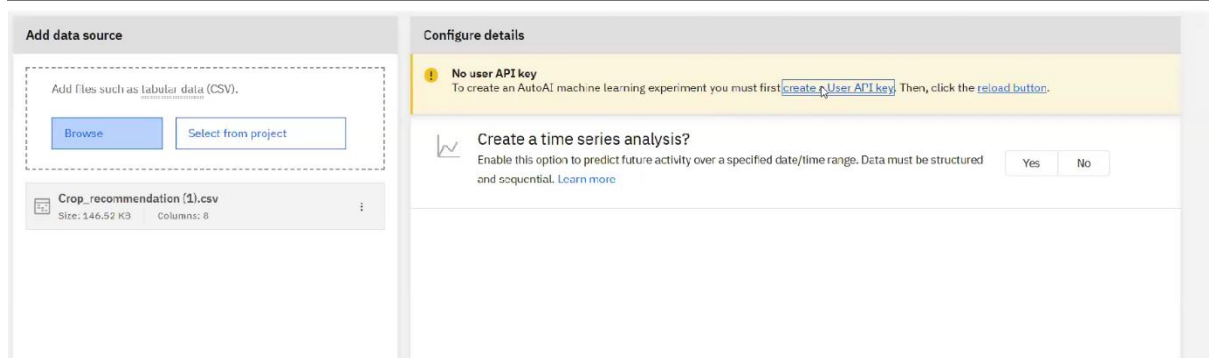 Add data source
Add files such as tabular data (CSV).
Browse
Select from project
Crop_recommendation (1).csv
Size: 146.52 KB
Columns: 8
Configure details
No user API key
To create an AutoAI machine learning experiment you must first create a User API key. Then, click the reload button.
Create a time series analysis?
Enable this option to predict future activity over a specified date/time range. Data must be structured
and sequential. Learn more
Yes
No